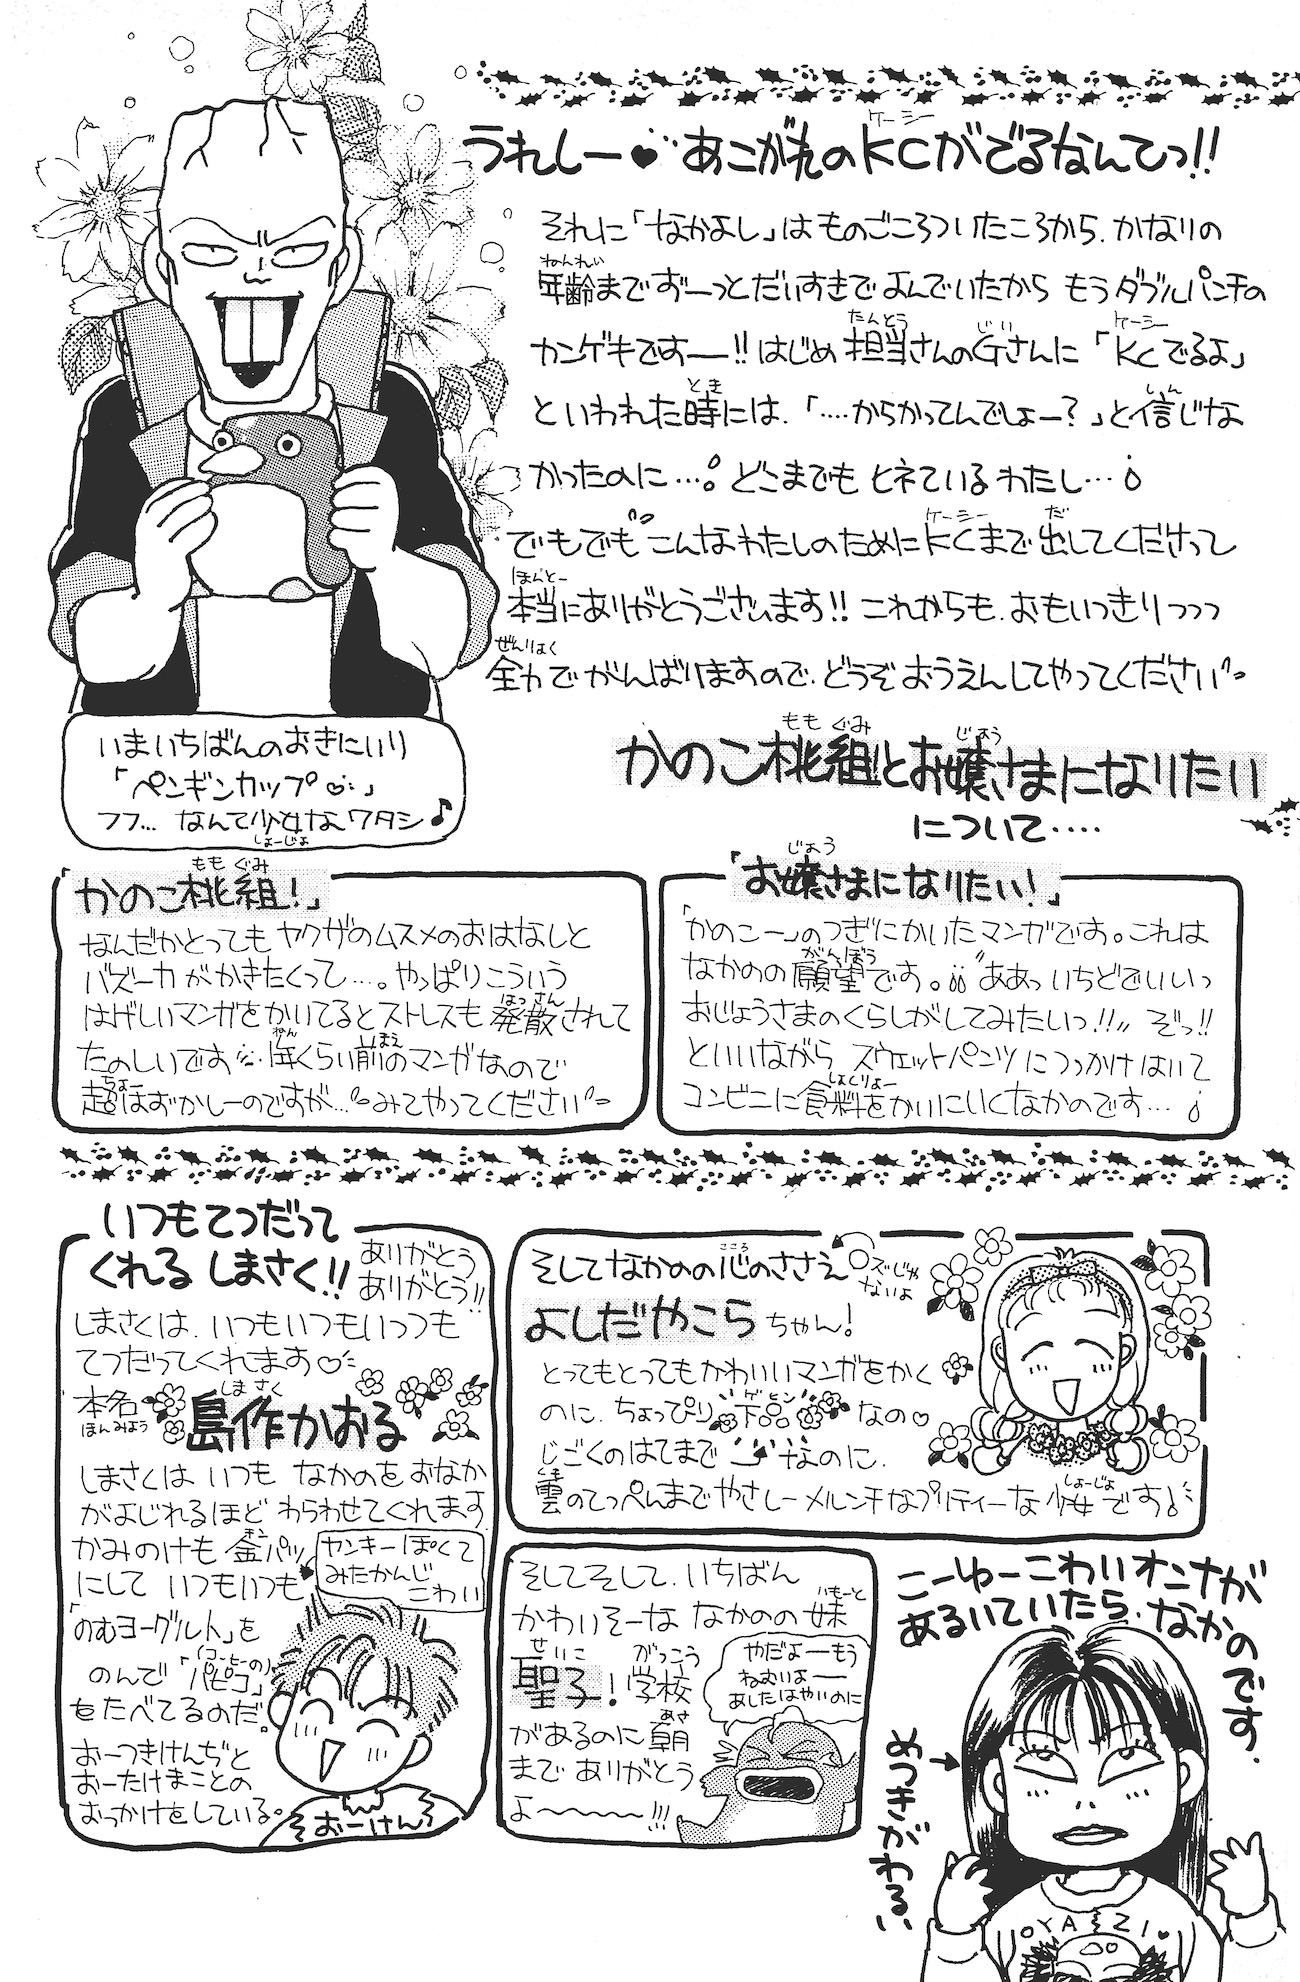 うれしー♥あこがれのKCがでるなんてっ!!
ケーシー
それに「なかよし」はものごころついたころから、かなりの
年齢までずーっとだいすきでよんでいたから もうダブルパンチの
ねんれい
カンゲキですー!! はじめ担当さんのGさんに「KCでるよ」
たんとう じい ケーシー
といわれた時には、「‥‥からかってんでしょー?」と信じな
とき しん
かったのに…。どこまでもヒネているわたし…
でもでもこんなわたしのためにKCまで出してくださって
ケーシー だ
本当にありがとうございます!! これからも、おもいっきりっっっ
ほんとー
全力でがんばりますので、どうぞおうえんしてやってください
ぜんりょく
いまいちばんのおきにいり
「ペンギンカップ♡」
フフ… なんて少女なワタシ♪
しょーじょ
かのこ桃組!とお嬢さまになりたい
ももぐみ じょう
について‥‥
「かのこ桃組!」
ももぐみ
なんだかとってもヤクザのムスメのおはなしと
バズーカがかきたくって…。やっぱりこういう
はげしいマンガをかいてるとストレスも発散されて
はっさん
たのしいです 1年くらい前のマンガなので
ねん まえ
超はずかしーのですが…みてやってください
ちょー
「お嬢さまになりたい!」
じょう
「かのこー」のつぎにかいたマンガです。これは
なかのの願望です。"ああっいちどでいいっ
がんぼう
おじょうさまのくらしがしてみたいっ!!" ぞっ!!
といいながら スウェットパンツにつっかけはいて
コンビニに食料をかいにいくなかのです…
しょくりょー
いつもてつだって
くれる しまさく!!
ありがとう
ありがとう!!
しまさくは、いつもいつもいっつも
てつだってくれます♡
本名 島作かおる
ほんみょう しまさく
しまさくは いつも なかのをおなか
がよじれるほど わらわせてくれます
かみのけも 金パツ
キン
にして いつもいつも
ヤンキーぽくて
みたかんじ
こわい
「のむヨーグルト」を
のんで「パピコ」
(コーヒーの)
をたべてるのだ。
おーつきけんぢと
おーたけまことの
おっかけをしている。
おーけん
そしてなかのの心のささえ
こころ
○ズじゃ
ないよ
よしだやこら ちゃん!
とってもとってもかわいいマンガをかく
のに、ちょっぴり 下品 なの♡
ゲヒン
じごくのはてまで なのに、
雲のてっぺんまでやさしーメルンチなプリティーな少女です
くも しょーじょ
そしてそして、いちばん
かわいそーな なかのの妹
いもーと
聖子!学校
せいこ がっこう
があるのに朝
あさ
まで ありがとう
よ〜〜〜〜!!!
やだよーもう
ねむいよー
あしたはやいのに
こーゆーこわいオンナが
あるいていたら、なかのです。
めつきがわるい
OYAZI♥